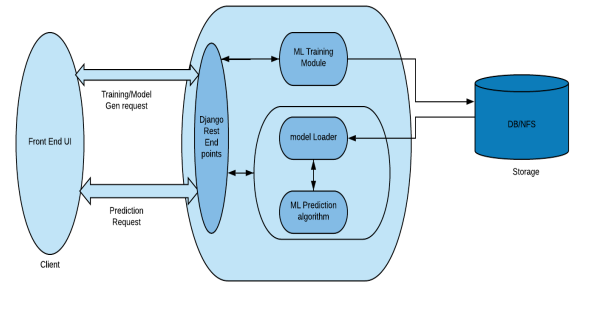 Front End UI
Client
Training/Model
Gen request
Prediction
Request
Django
Rest
End
points
ML Training
Module
model Loader
ML Prediction
algorithm
DB/NFS
Storage